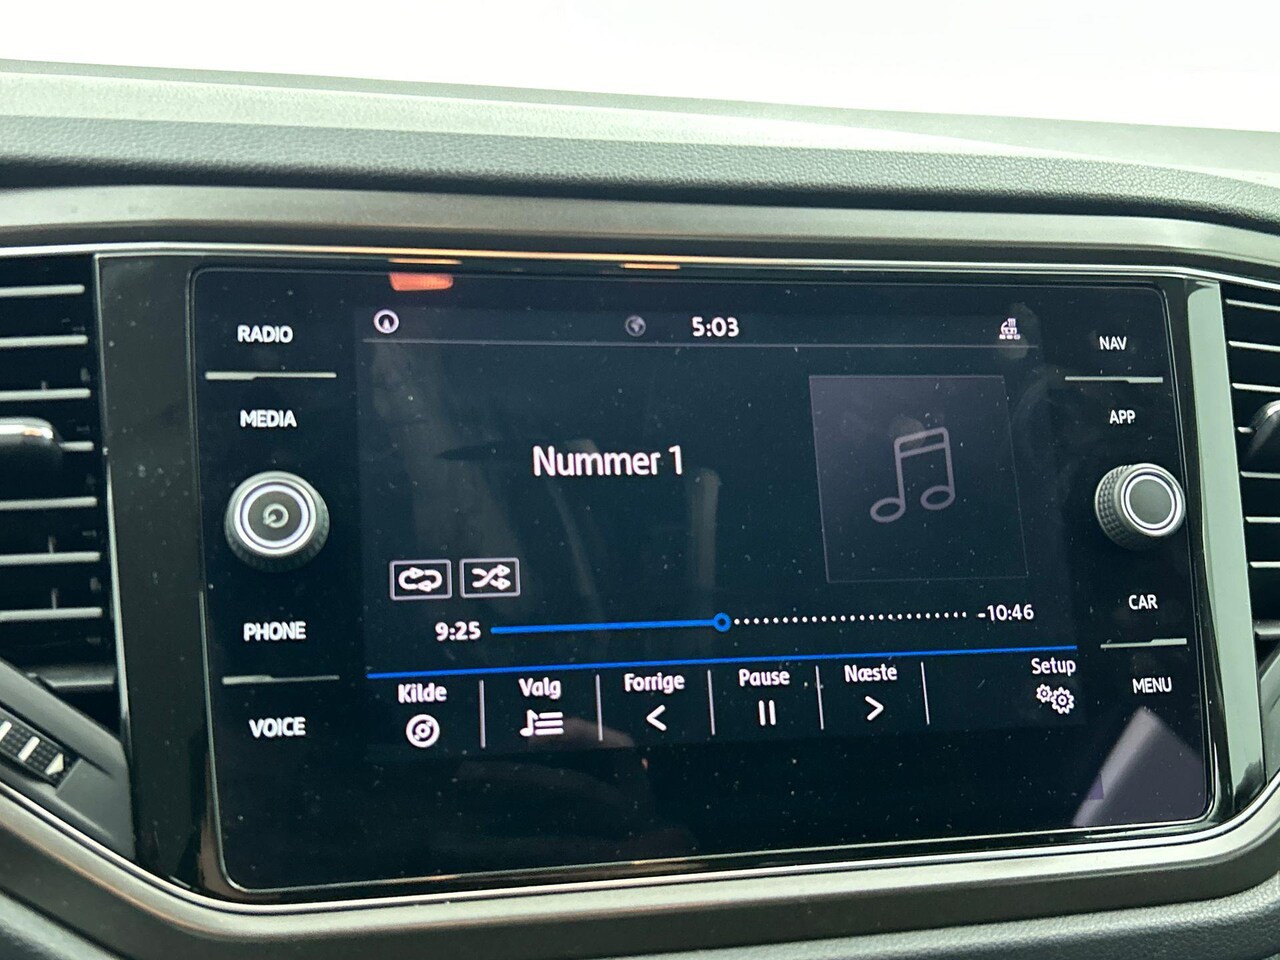 RADIO
MEDIA
PHONE
VOICE
5:03
Nummer 1
9:25
-10:46
Kilde
Valg
Forrige
Pause
Næste
Setup
NAV
APP
CAR
MENU